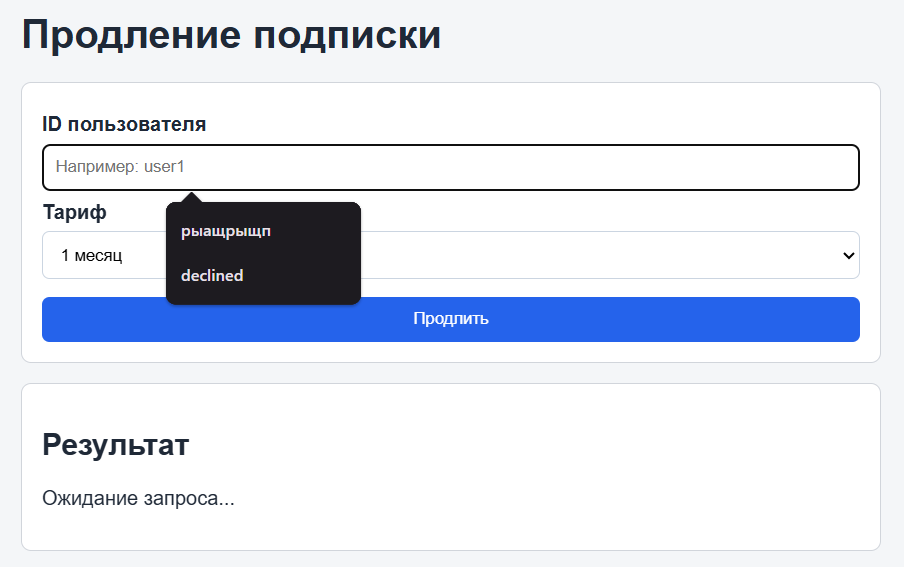 Продление подписки
ID пользователя
Например: user1
Тариф
рыащрыщп
1 месяц
declined
Продлить
Результат
Ожидание запроса...